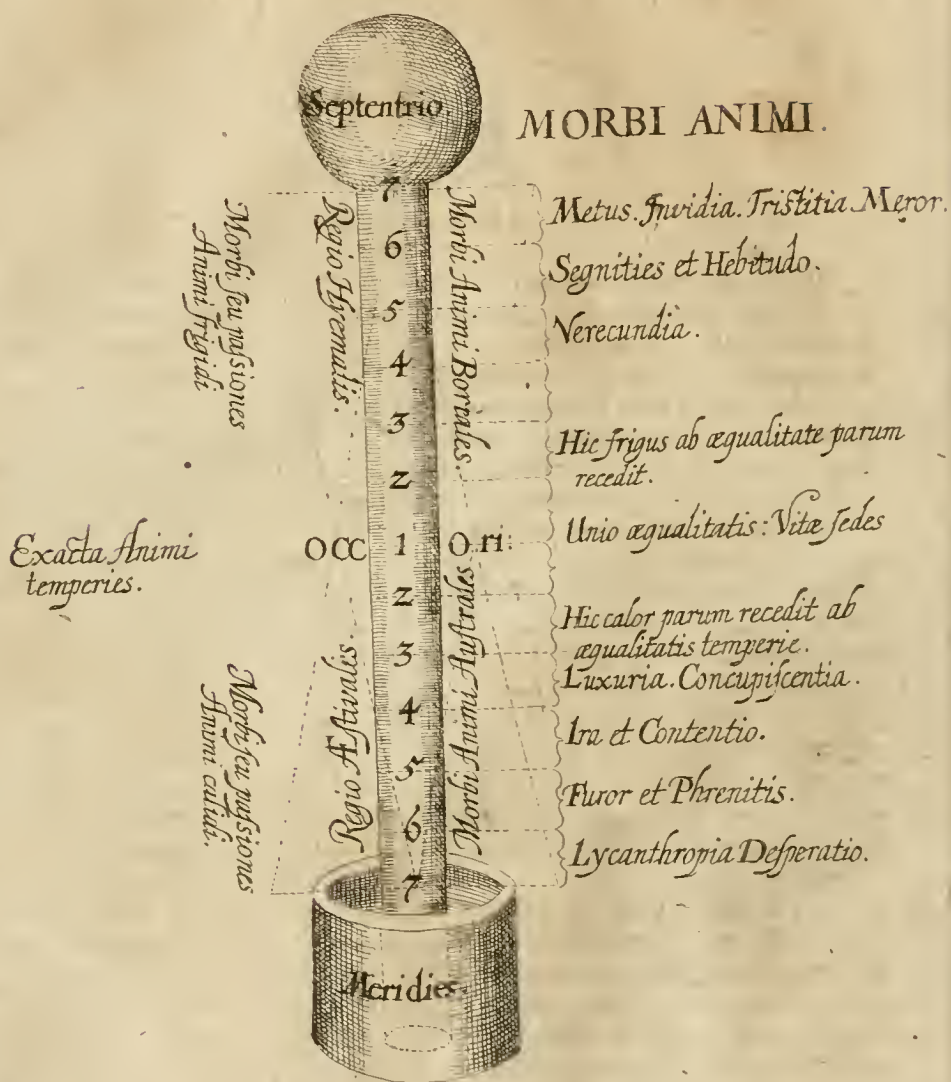 Septentrio
MORBI ANIMI.
7
6
5
4
3
2
1
2
3
4
5
6
7
Morbi seu passiones
Animi frigidi
Regio Hyemalis.
Morbi Animi Boreales.
Metus. Invidia. Tristitia. Meror.
Segnities et Hebitudo.
Verecundia.
Hic frigus ab æqualitate parum
recedit.
Exacta Animi
temperies.
OCC
Ori:
Unio æqualitatis: Vitæ sedes
Morbi seu passiones
Animi calidi.
Regio Æstivalis.
Morbi Animi Australes
Hic calor parum recedit ab
æqualitatis temperie.
Luxuria. Concupiscentia.
Ira et Contentio.
Furor et Phrenitis.
Lycanthropia Desperatio.
Meridies.